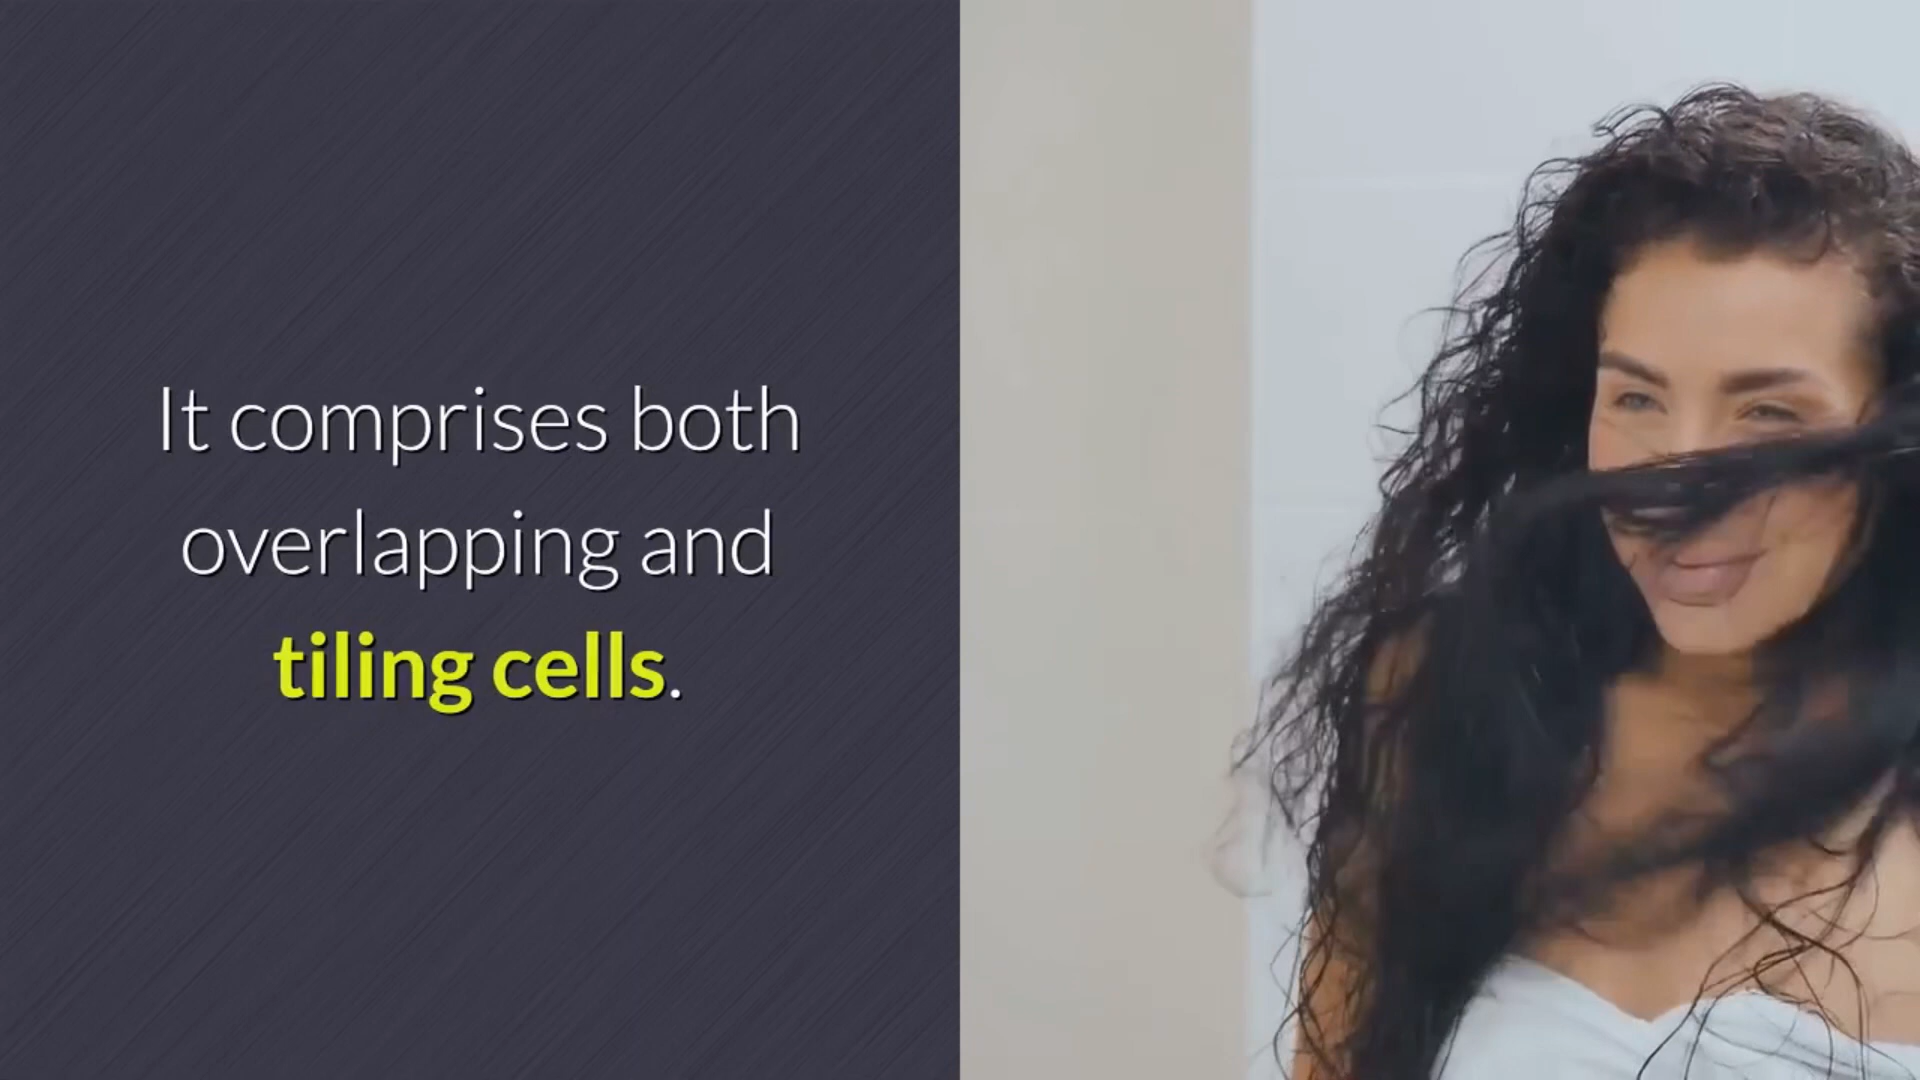 It comprises both
overlapping and
tiling cells.